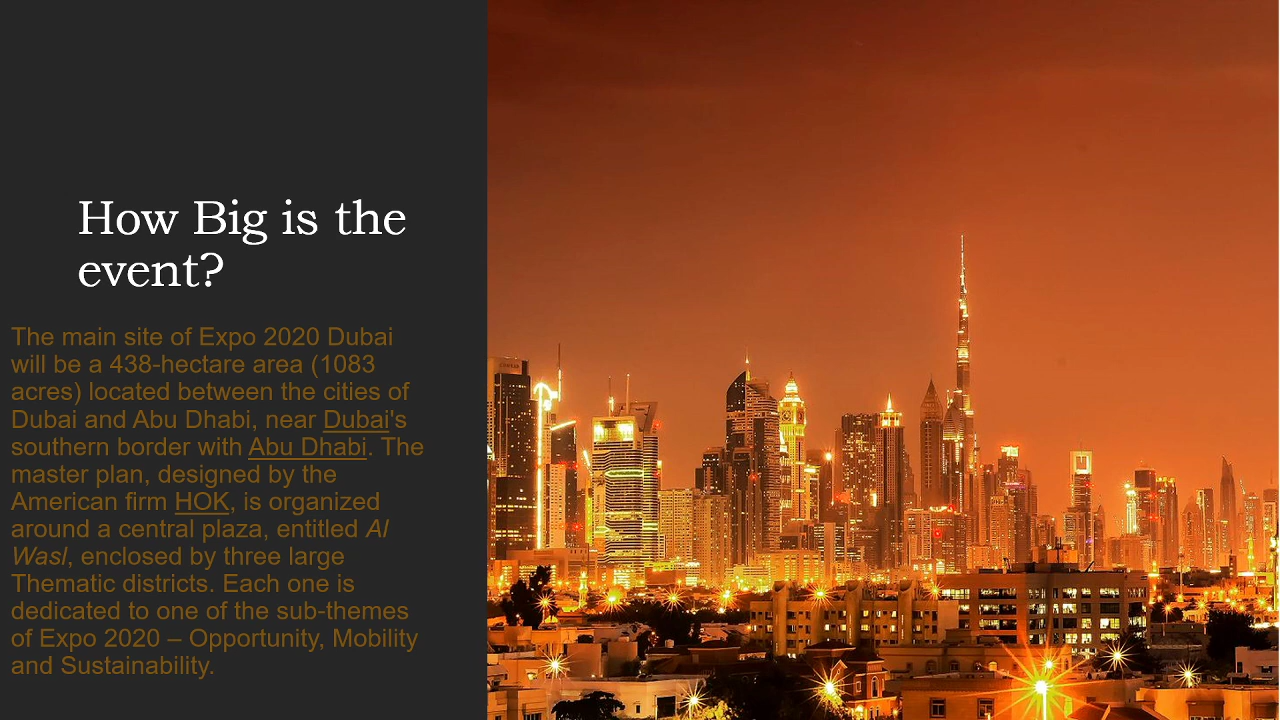 How Big is the
event?
The main site of Expo 2020 Dubai
will be a 438-hectare area (1083
acres) located between the cities of
Dubai and Abu Dhabi, near Dubai's
southern border with Abu Dhabi. The
master plan, designed by the
American firm HOK, is organized
around a central plaza, entitled Al
Wasl, enclosed by three large
Thematic districts. Each one is
dedicated to one of the sub-themes
of Expo 2020 – Opportunity, Mobility
and Sustainability.